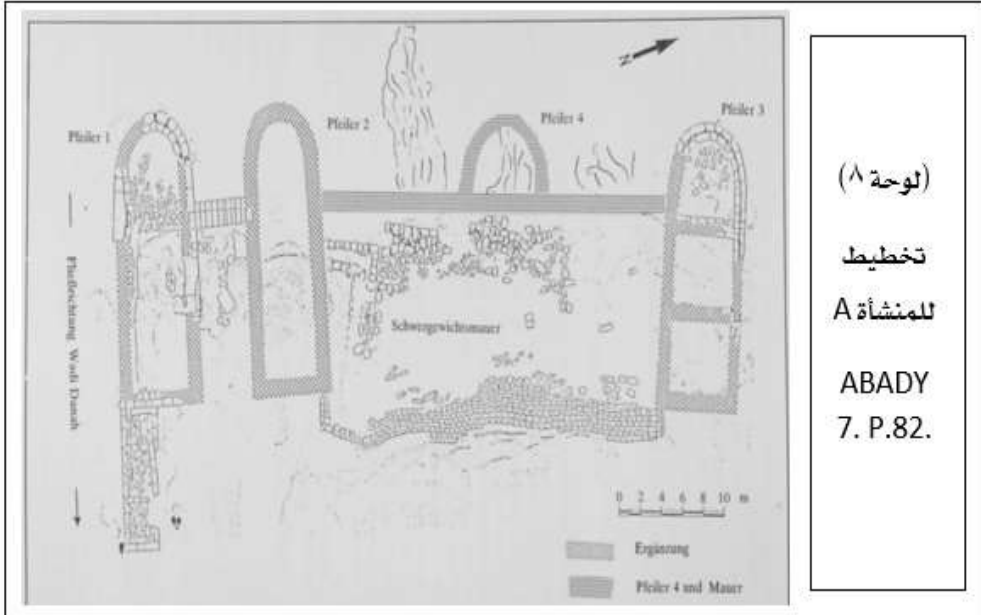 N
Pfeiler 1
Pfeiler 2
Pfeiler 4
Pfeiler 3
Schwergewichtsmauer
Fließrichtung Wadi Danah
0 2 4 6 8 10 m
Ergänzung
Pfeiler 4 und Mauer
(لوحة ٨)
تخطيط
للمنشأة A
ABADY
7. P.82.